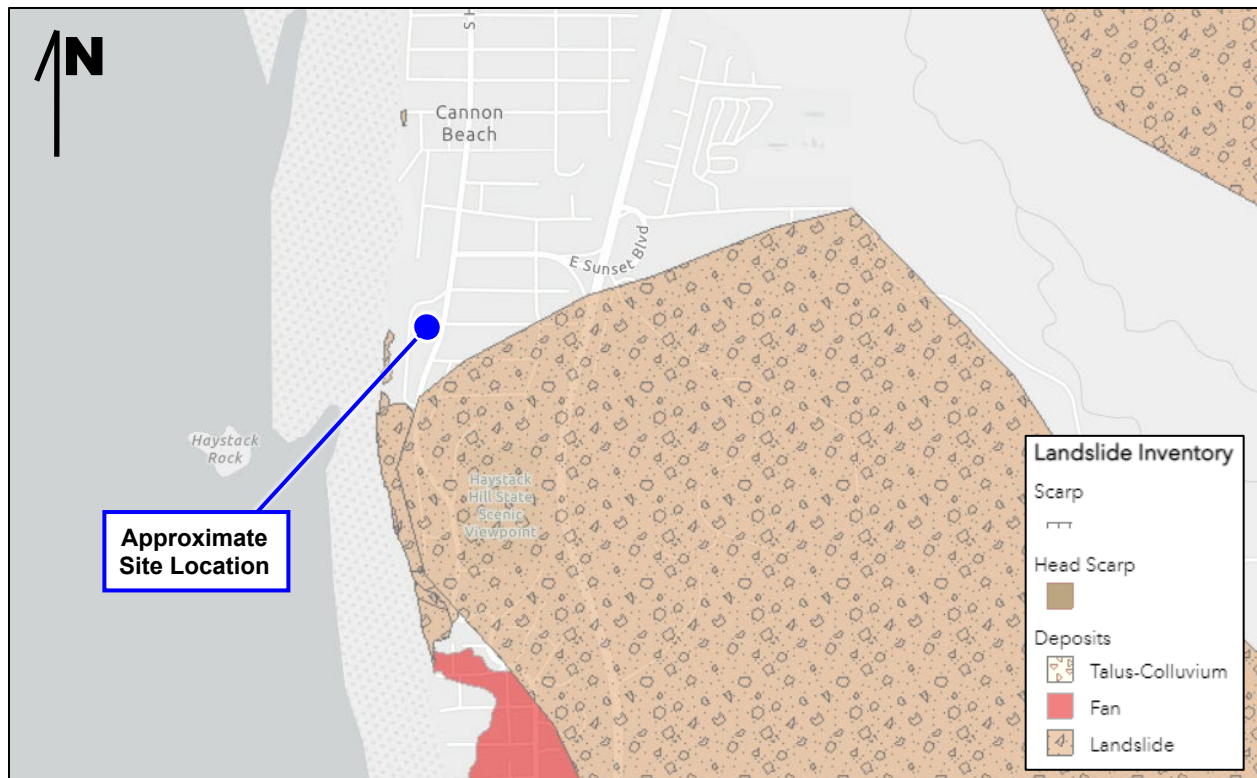 N
S H
Cannon
Beach
E Sunset Blvd
Haystack
Rock
Haystack
Hill State
Scenic
Viewpoint
Approximate
Site Location
Landslide Inventory
Scarp
Head Scarp
Deposits
Talus-Colluvium
Fan
Landslide